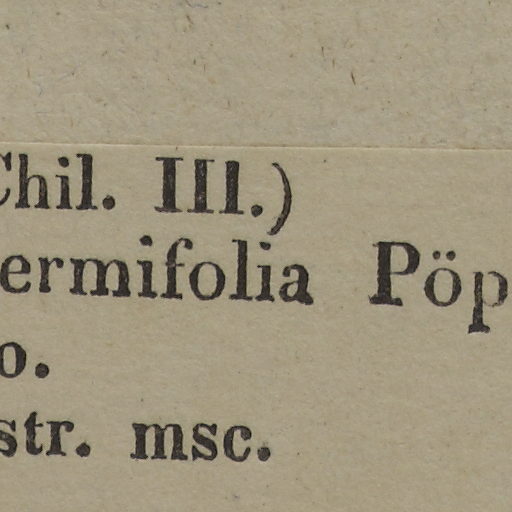 Chil. III.)
ermifolia Pöp
o.
str. msc.